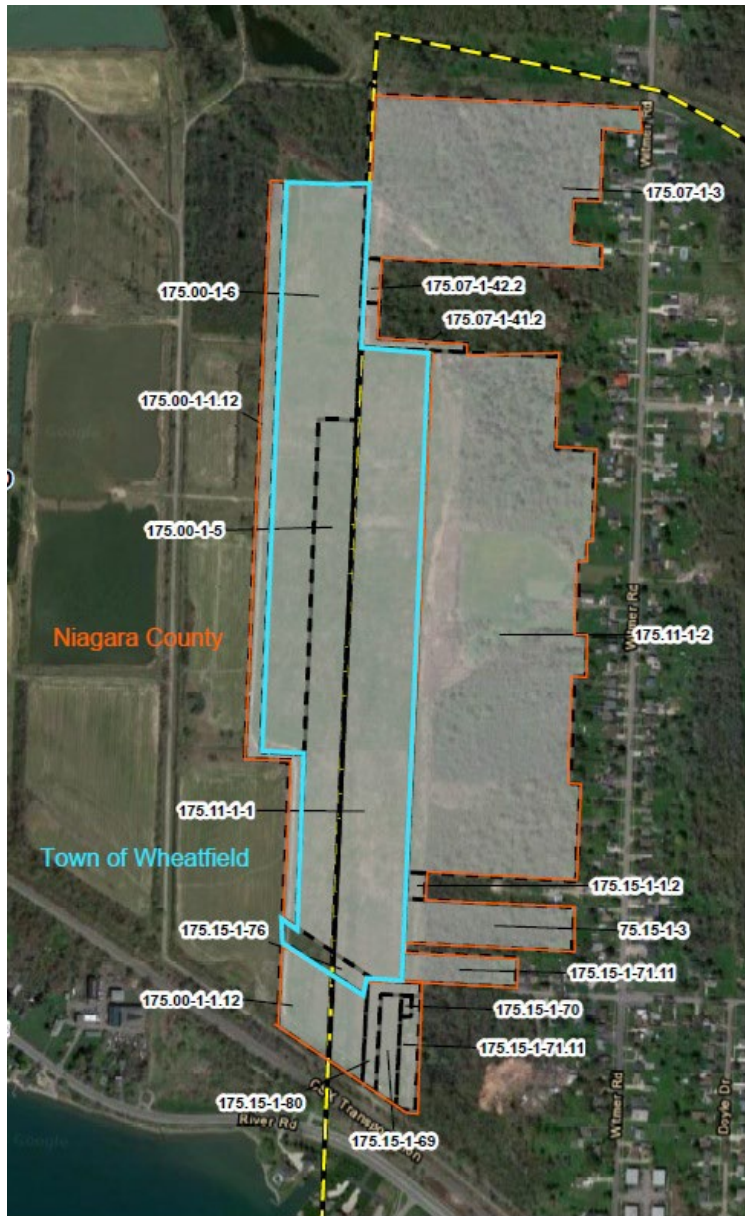 Witmer Rd
175.07-1-3
175.07-1-42.2
175.00-1-6
175.07-1-41.2
175.00-1-1.12
Google
175.00-1-5
Niagara County
Witmer Rd
175.11-1-2
175.11-1-1
Town of Wheatfield
175.15-1-1.2
175.15-1-76
75.15-1-3
175.15-1-71.11
175.00-1-1.12
175.15-1-70
175.15-1-71.11
175.15-1-80
River Rd
175.15-1-69
Witmer Rd
Doyle Dr
Google